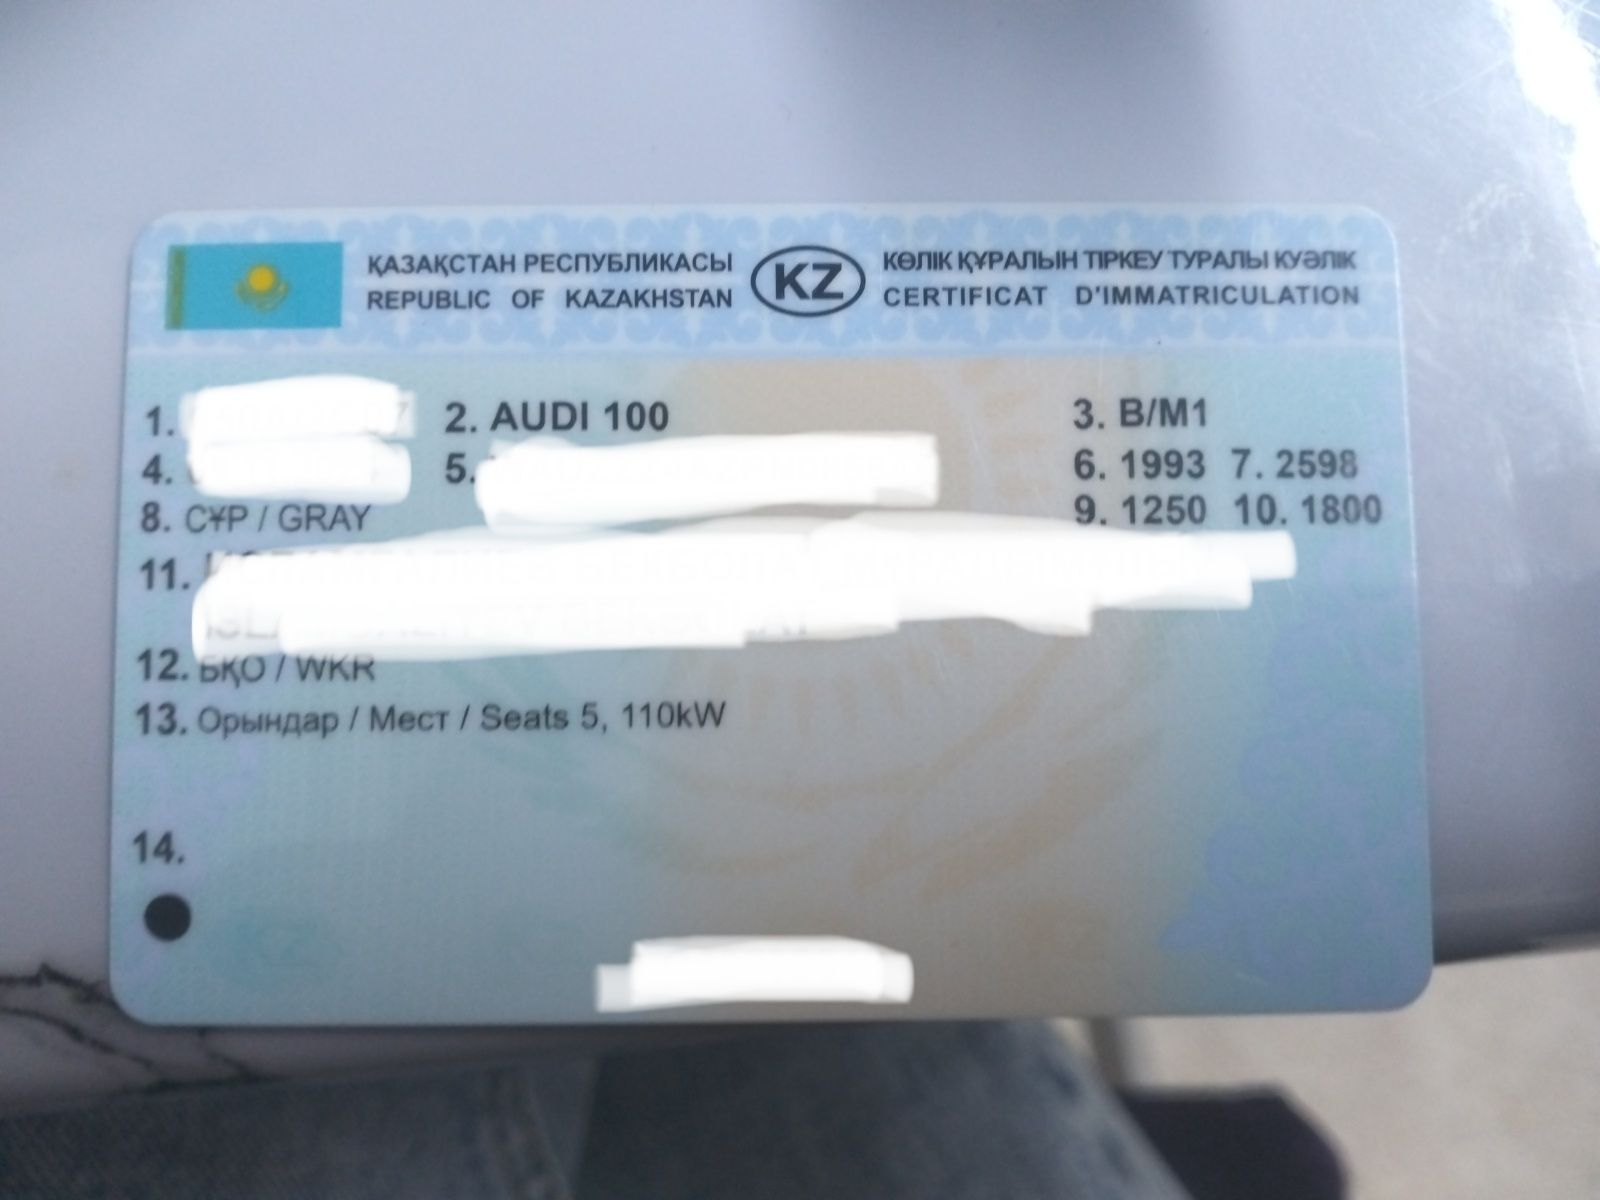 ҚАЗАҚСТАН РЕСПУБЛИКАСЫ KZ КӨЛІК ҚҰРАЛЫН ТІРКЕУ ТУРАЛЫ КУӘЛІК
REPUBLIC OF KAZAKHSTAN CERTIFICAT D'IMMATRICULATION
1. 2. AUDI 100 3. B/M1
4. 5. 6. 1993 7. 2598
8. СҰР / GRAY 9. 1250 10. 1800
11.
12. БҚО / WKR
13. Орындар / Мест / Seats 5, 110kW
14.